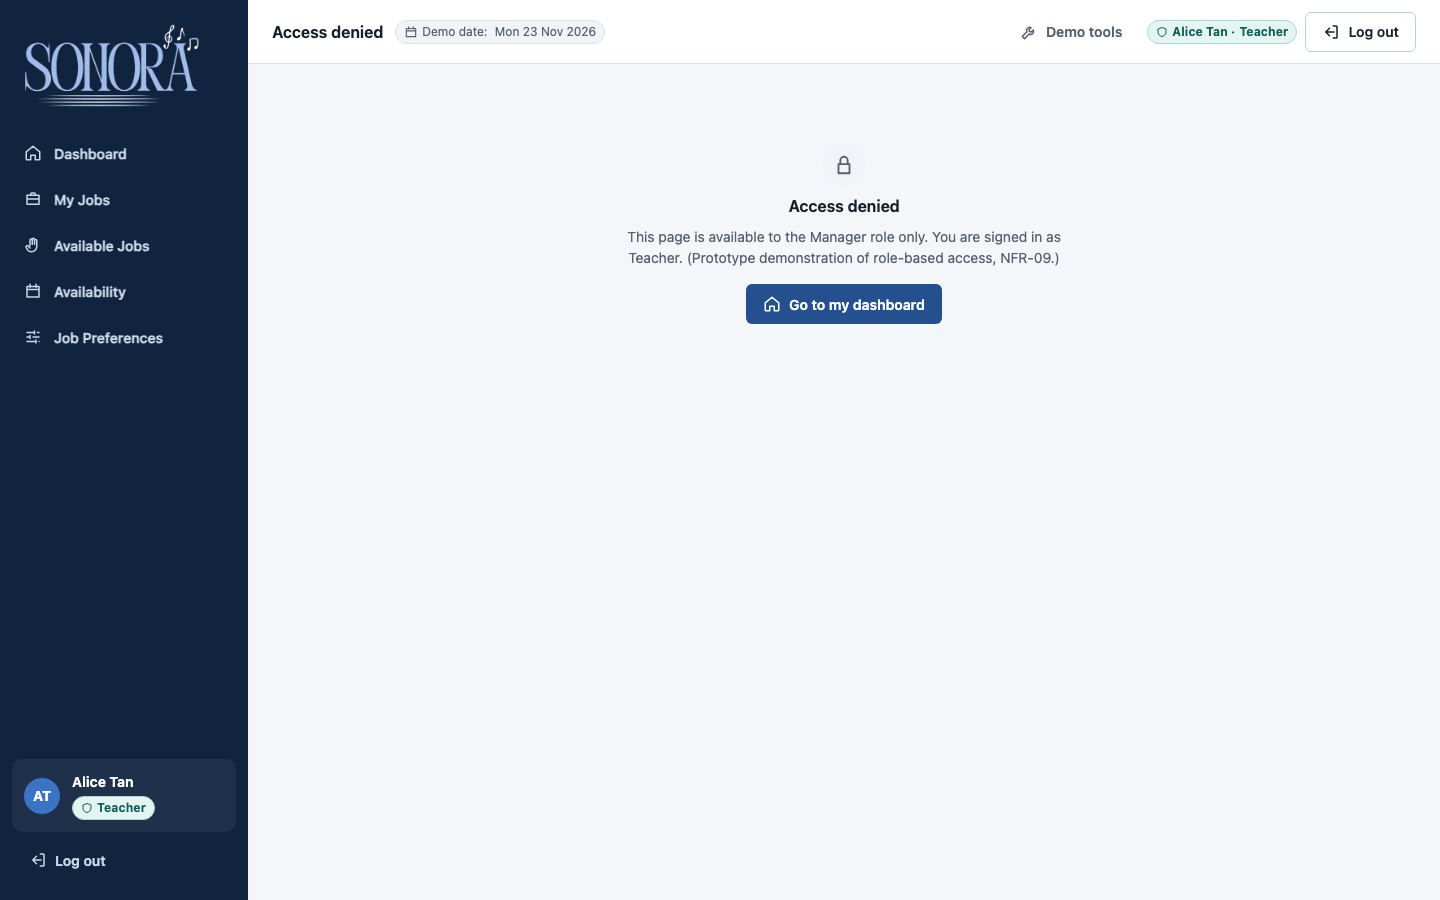 SONORA
Dashboard
My Jobs
Available Jobs
Availability
Job Preferences
AT
Alice Tan
Teacher
Log out
Access denied
Demo date: Mon 23 Nov 2026
Demo tools
Alice Tan · Teacher
Log out
Access denied
This page is available to the Manager role only. You are signed in as
Teacher. (Prototype demonstration of role-based access, NFR-09.)
Go to my dashboard